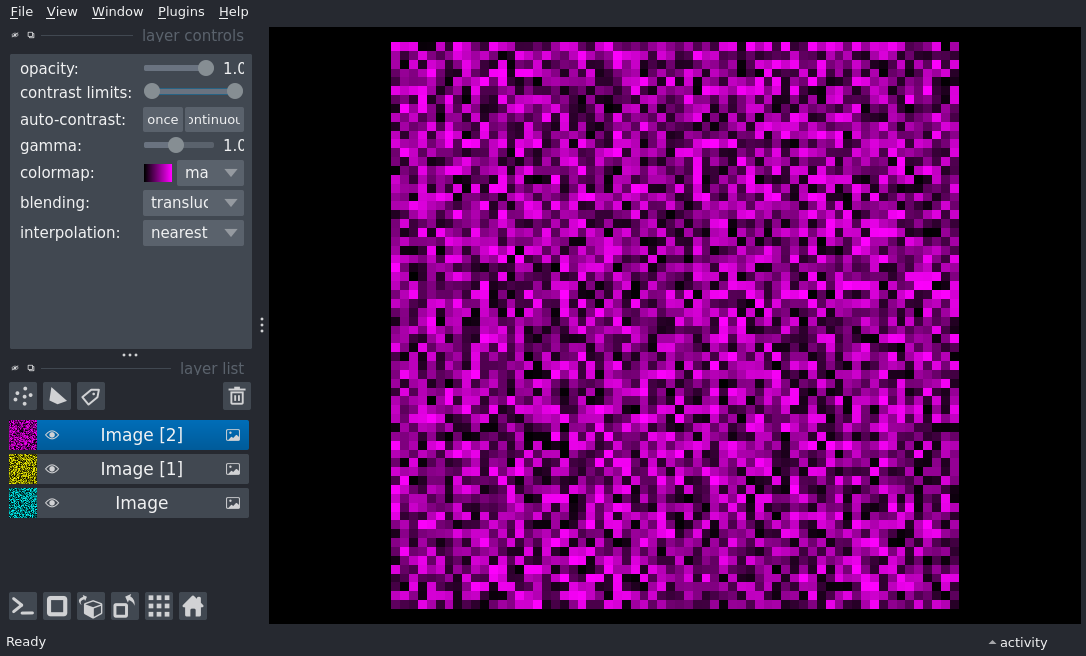 File View Window Plugins Help
layer controls
opacity: 1.0
contrast limits:
auto-contrast: once ontinuou
gamma: 1.0
colormap: ma
blending: transluc
interpolation: nearest
layer list
Image [2]
Image [1]
Image
Ready
activity